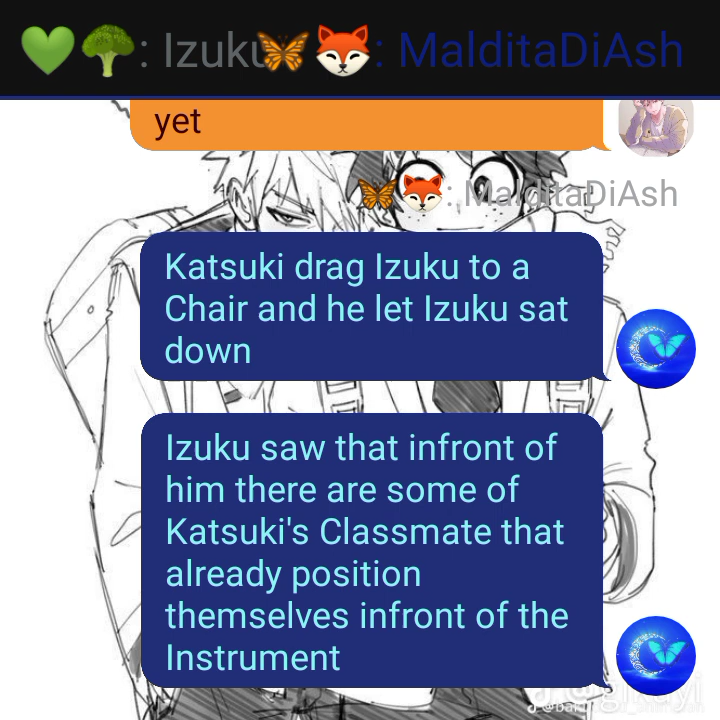 💚🥦: Izuku🦋🦊: MalditaDiAsh
yet
🦋🦊: MalditaDiAsh
Katsuki drag Izuku to a
Chair and he let Izuku sat
down
Izuku saw that infront of
him there are some of
Katsuki's Classmate that
already position
themselves infront of the
Instrument